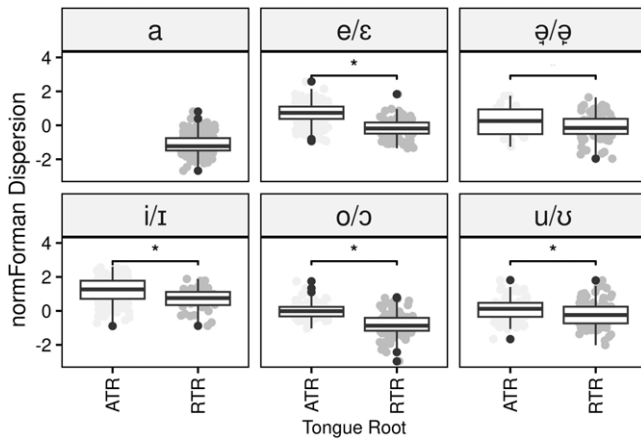 a e/ɛ ə̘/ə̙
normForman Dispersion
4
2
0
-2
* *
i/ɪ o/ɔ u/ʊ
4
2
0
-2
* * *
ATR RTR ATR RTR ATR RTR
Tongue Root